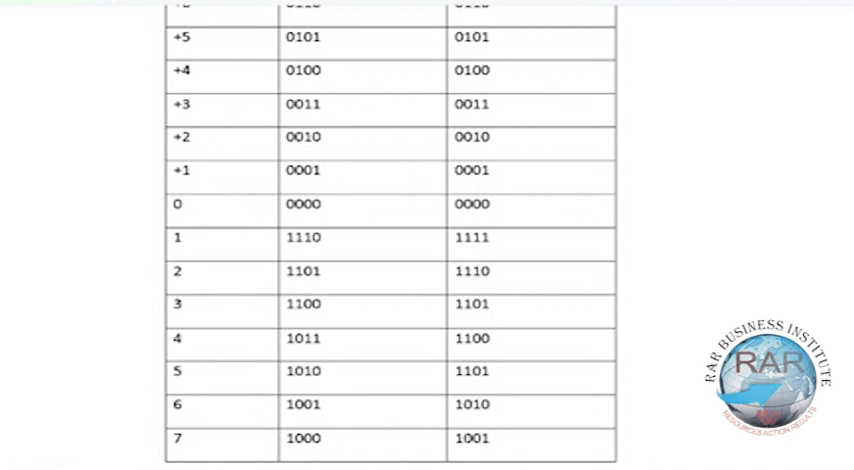 +5 0101 0101
+4 0100 0100
+3 0011 0011
+2 0010 0010
+1 0001 0001
0 0000 0000
1 1110 1111
2 1101 1110
3 1100 1101
4 1011 1100
5 1010 1101
6 1001 1010
7 1000 1001
RAR BUSINESS INSTITUTE
RAR
RESOURCES ACTION RESULTS